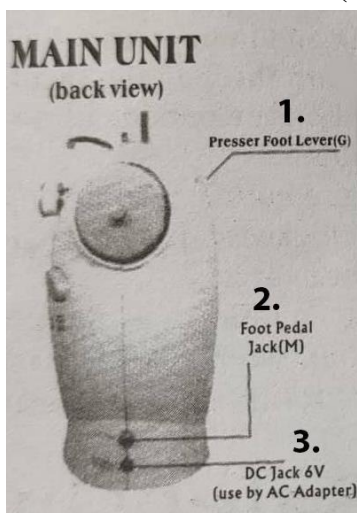 MAIN UNIT
(back view)
1.
Presser Foot Lever(G)
2.
Foot Pedal
Jack(M)
3.
DC Jack 6V
(use by AC Adapter)